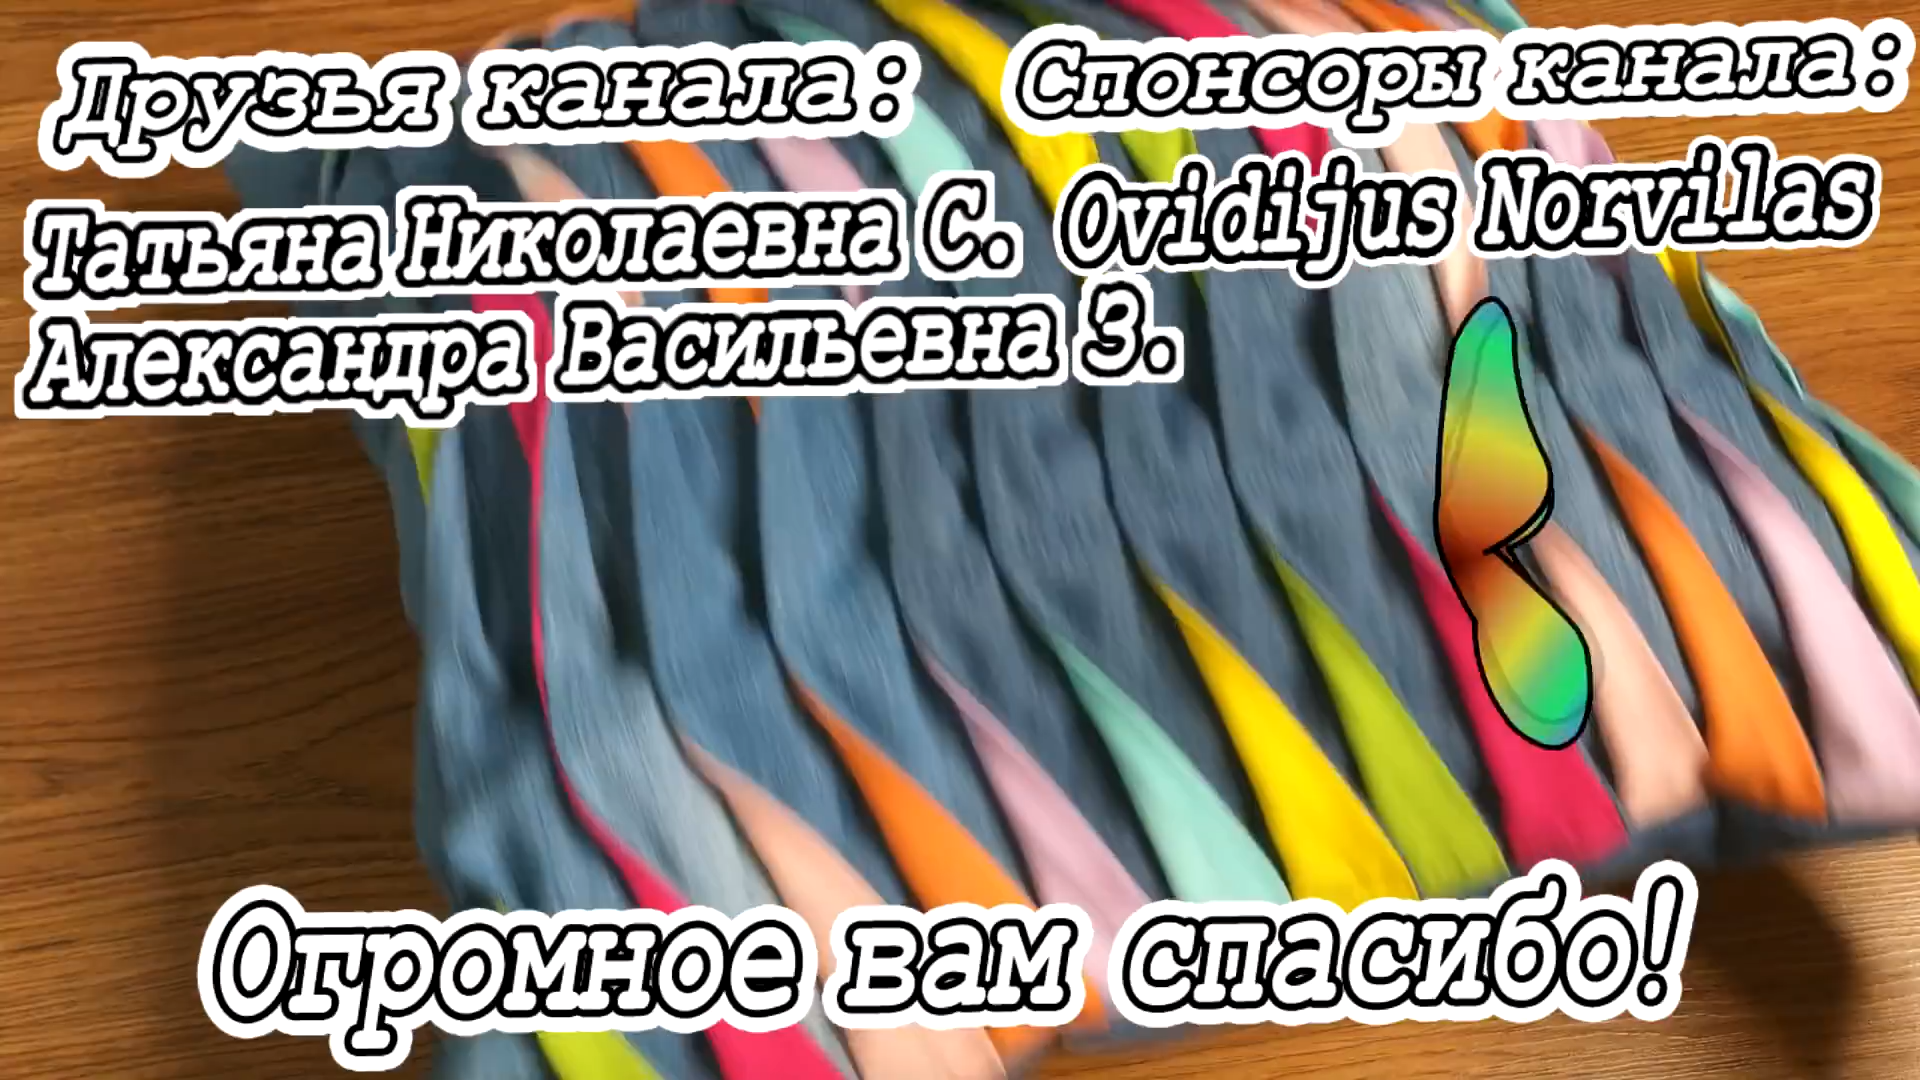 Друзья канала:
Татьяна Николаевна С.
Александра Васильевна З.
Спонсоры канала:
Ovidijus Norvilas
Огромное вам спасибо!